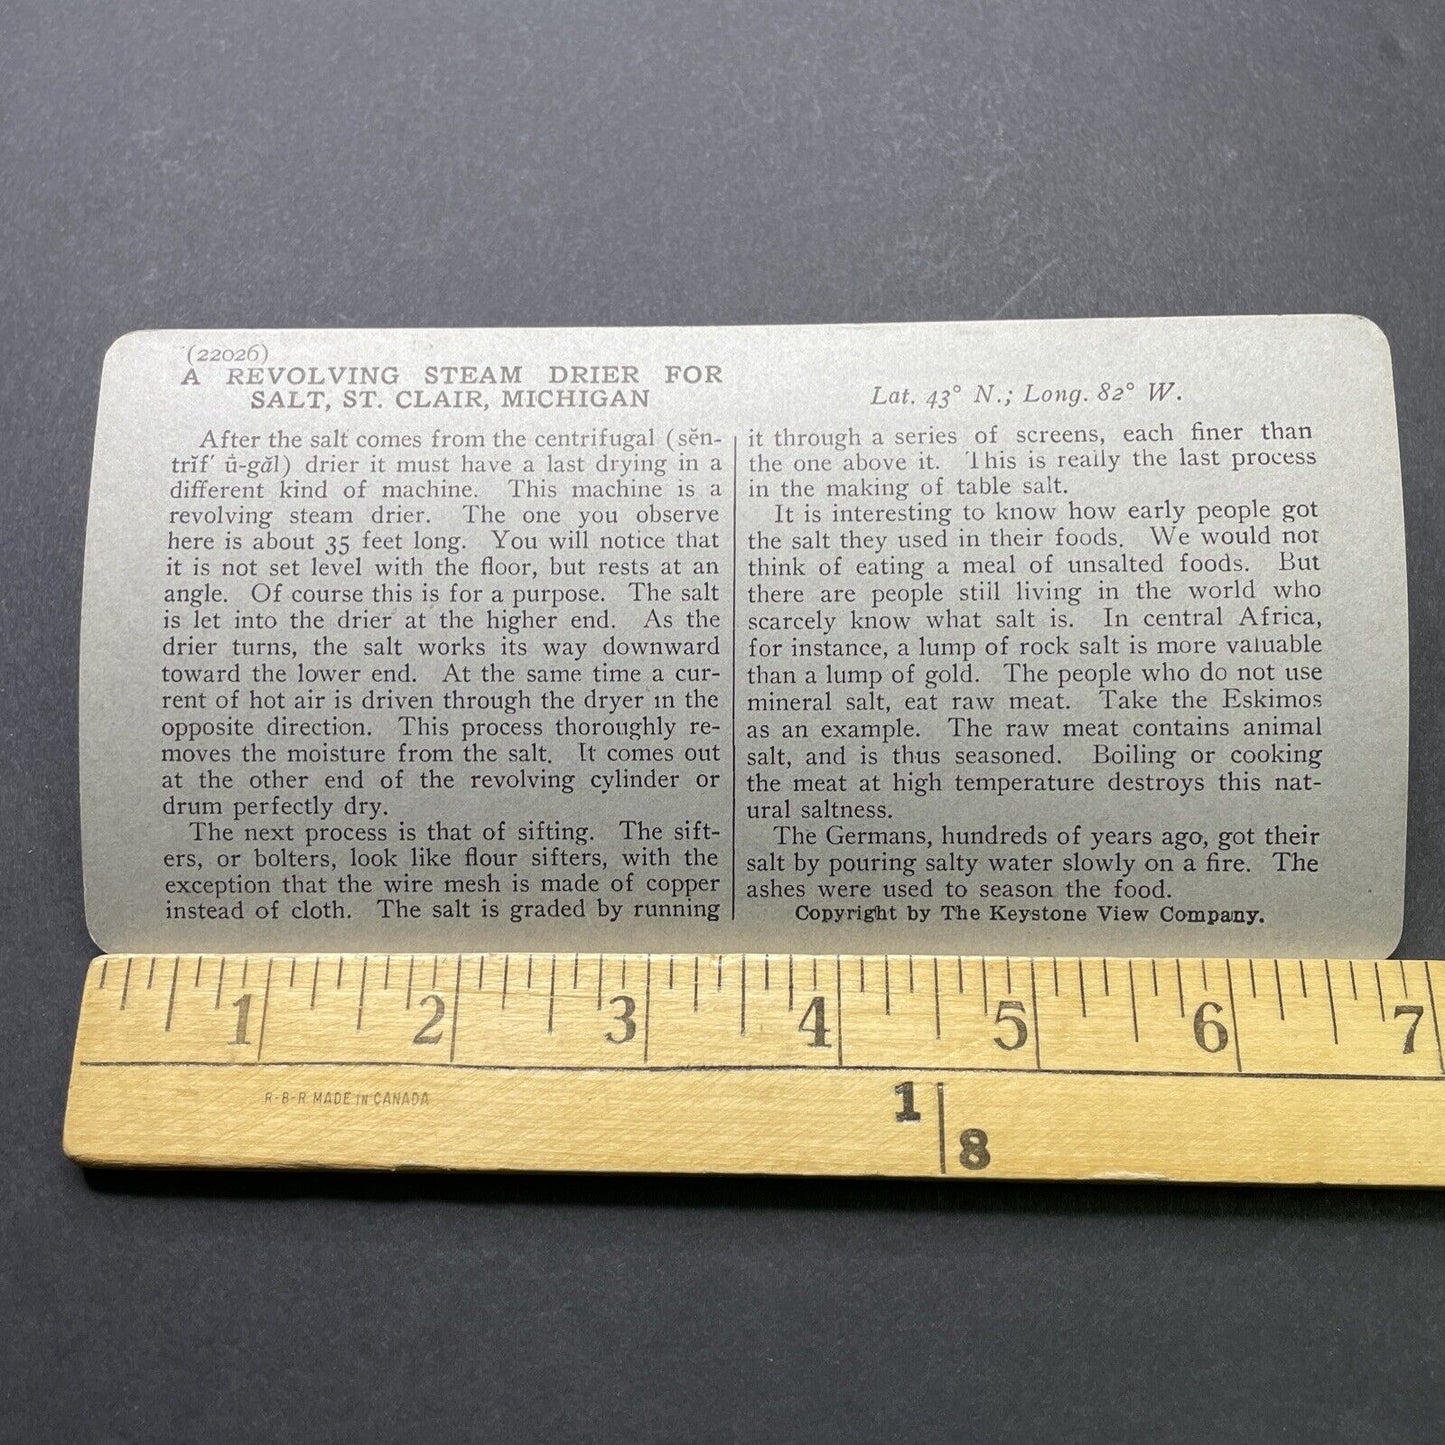 (22026)
A REVOLVING STEAM DRIER FOR
SALT, ST. CLAIR, MICHIGAN
After the salt comes from the centrifugal (sĕn-
trĭf′ ū̇-găl) drier it must have a last drying in a
different kind of machine. This machine is a
revolving steam drier. The one you observe
here is about 35 feet long. You will notice that
it is not set level with the floor, but rests at an
angle. Of course this is for a purpose. The salt
is let into the drier at the higher end. As the
drier turns, the salt works its way downward
toward the lower end. At the same time a cur-
rent of hot air is driven through the dryer in the
opposite direction. This process thoroughly re-
moves the moisture from the salt. It comes out
at the other end of the revolving cylinder or
drum perfectly dry.
The next process is that of sifting. The sift-
ers, or bolters, look like flour sifters, with the
exception that the wire mesh is made of copper
instead of cloth. The salt is graded by running
Lat. 43° N.; Long. 82° W.
it through a series of screens, each finer than
the one above it. This is really the last process
in the making of table salt.
It is interesting to know how early people got
the salt they used in their foods. We would not
think of eating a meal of unsalted foods. But
there are people still living in the world who
scarcely know what salt is. In central Africa,
for instance, a lump of rock salt is more valuable
than a lump of gold. The people who do not use
mineral salt, eat raw meat. Take the Eskimos
as an example. The raw meat contains animal
salt, and is thus seasoned. Boiling or cooking
the meat at high temperature destroys this nat-
ural saltness.
The Germans, hundreds of years ago, got their
salt by pouring salty water slowly on a fire. The
ashes were used to season the food.
Copyright by The Keystone View Company.
1 2 3 4 5 6 7
R-B-R MADE IN CANADA
1 8